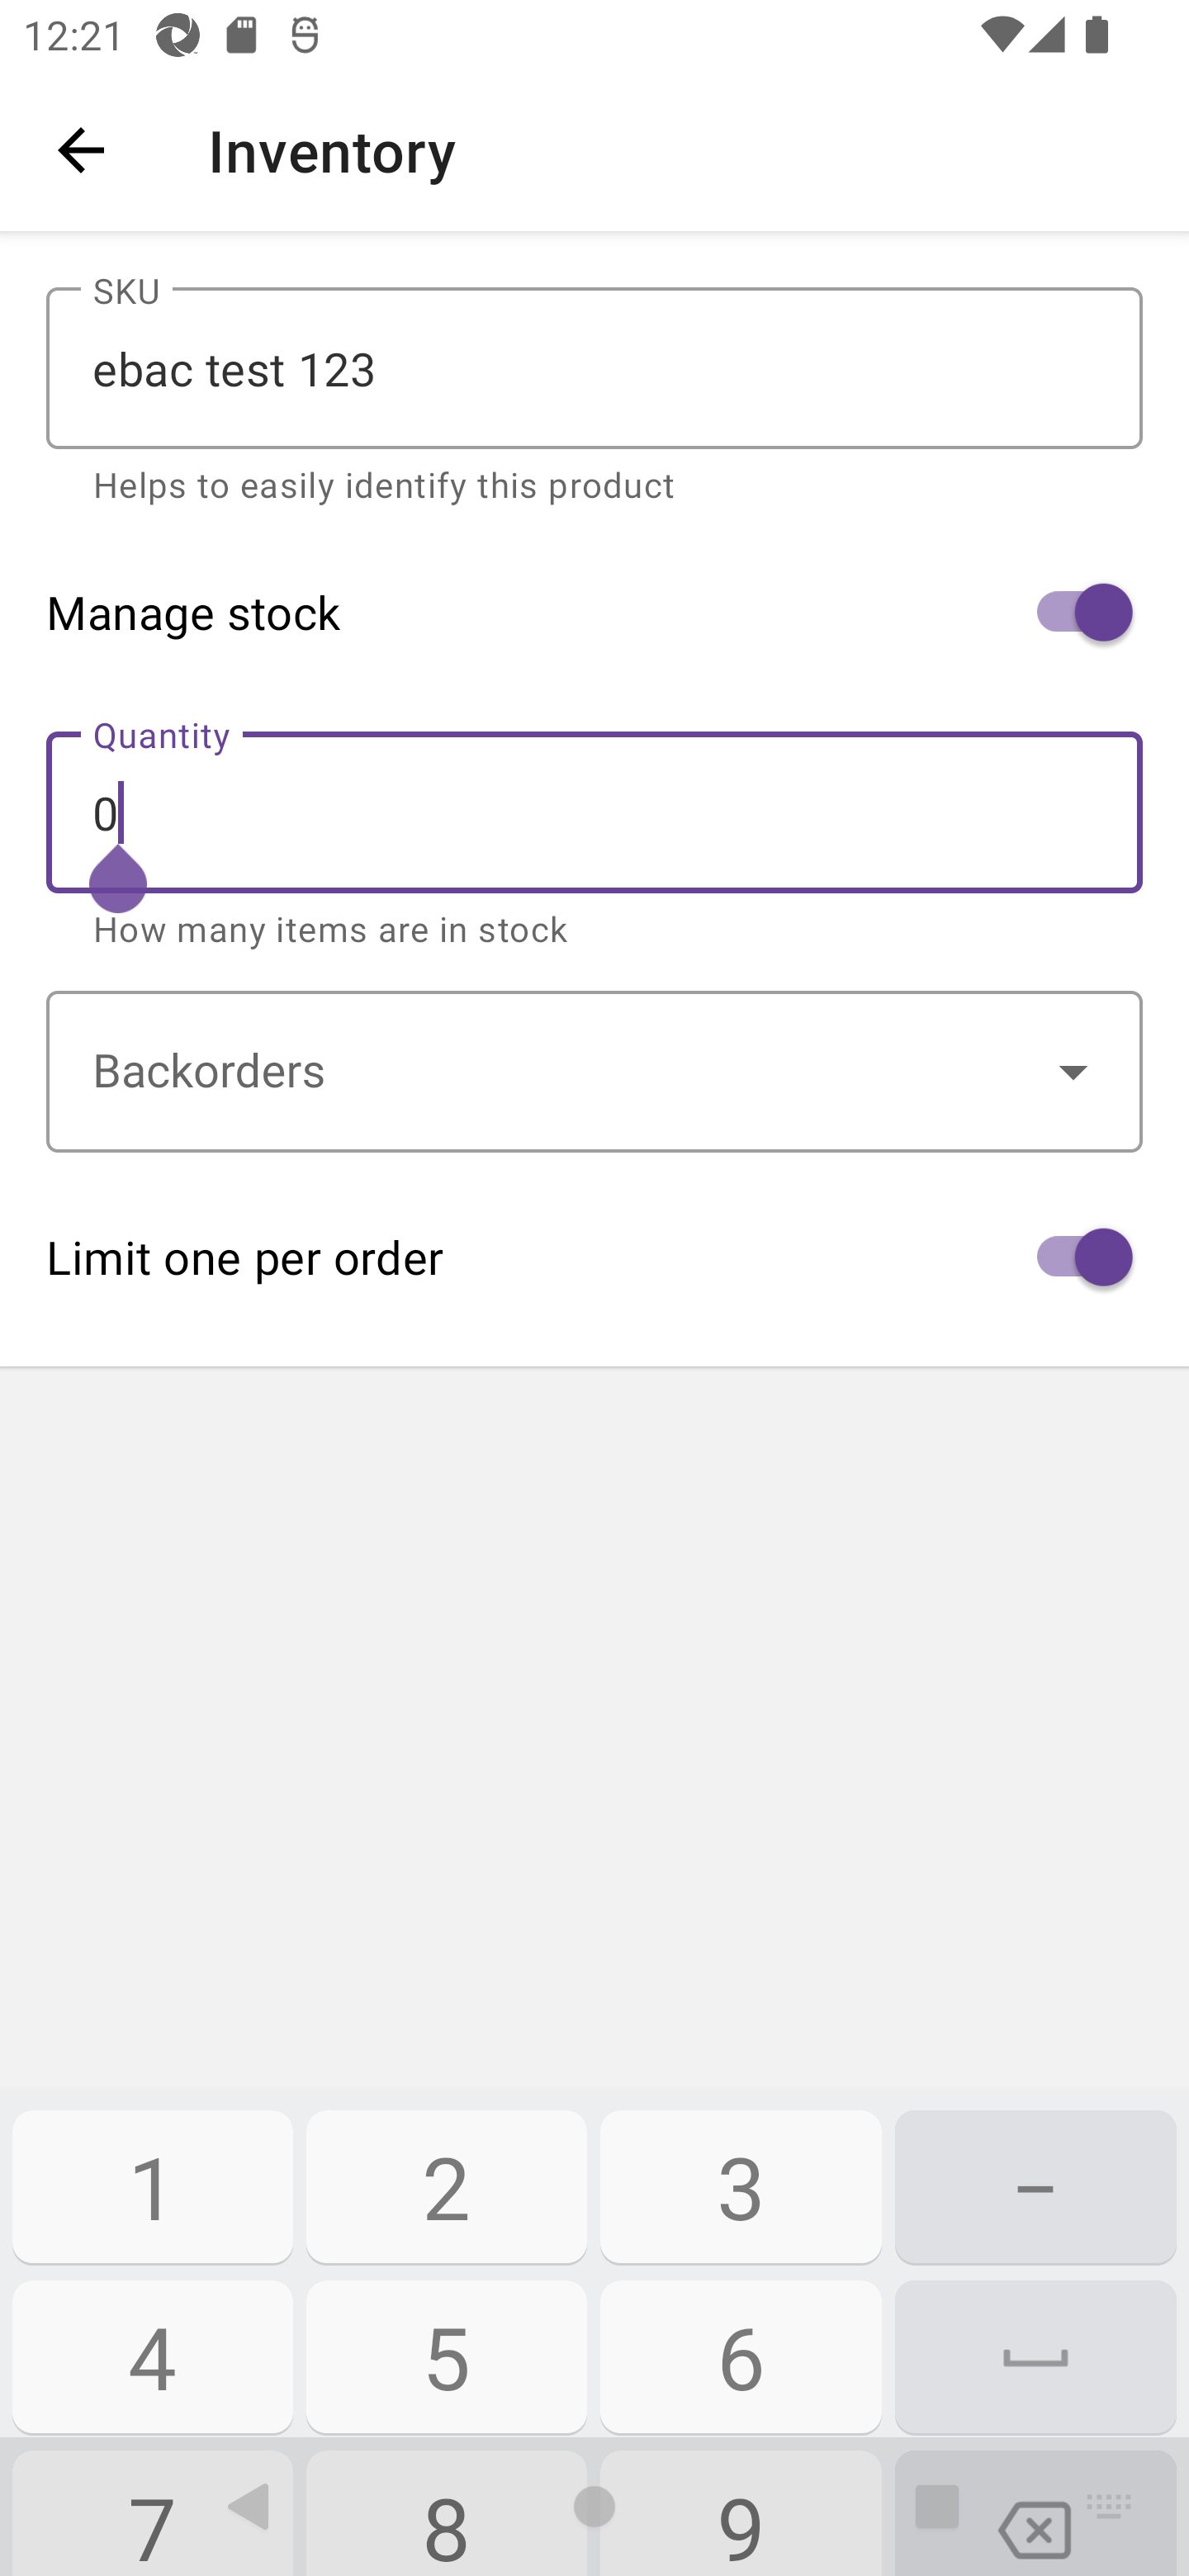 12:21
Inventory
SKU
ebac test 123
Helps to easily identify this product
Manage stock
Quantity
0
How many items are in stock
Backorders
Limit one per order
1 2 3 –
4 5 6
7 8 9